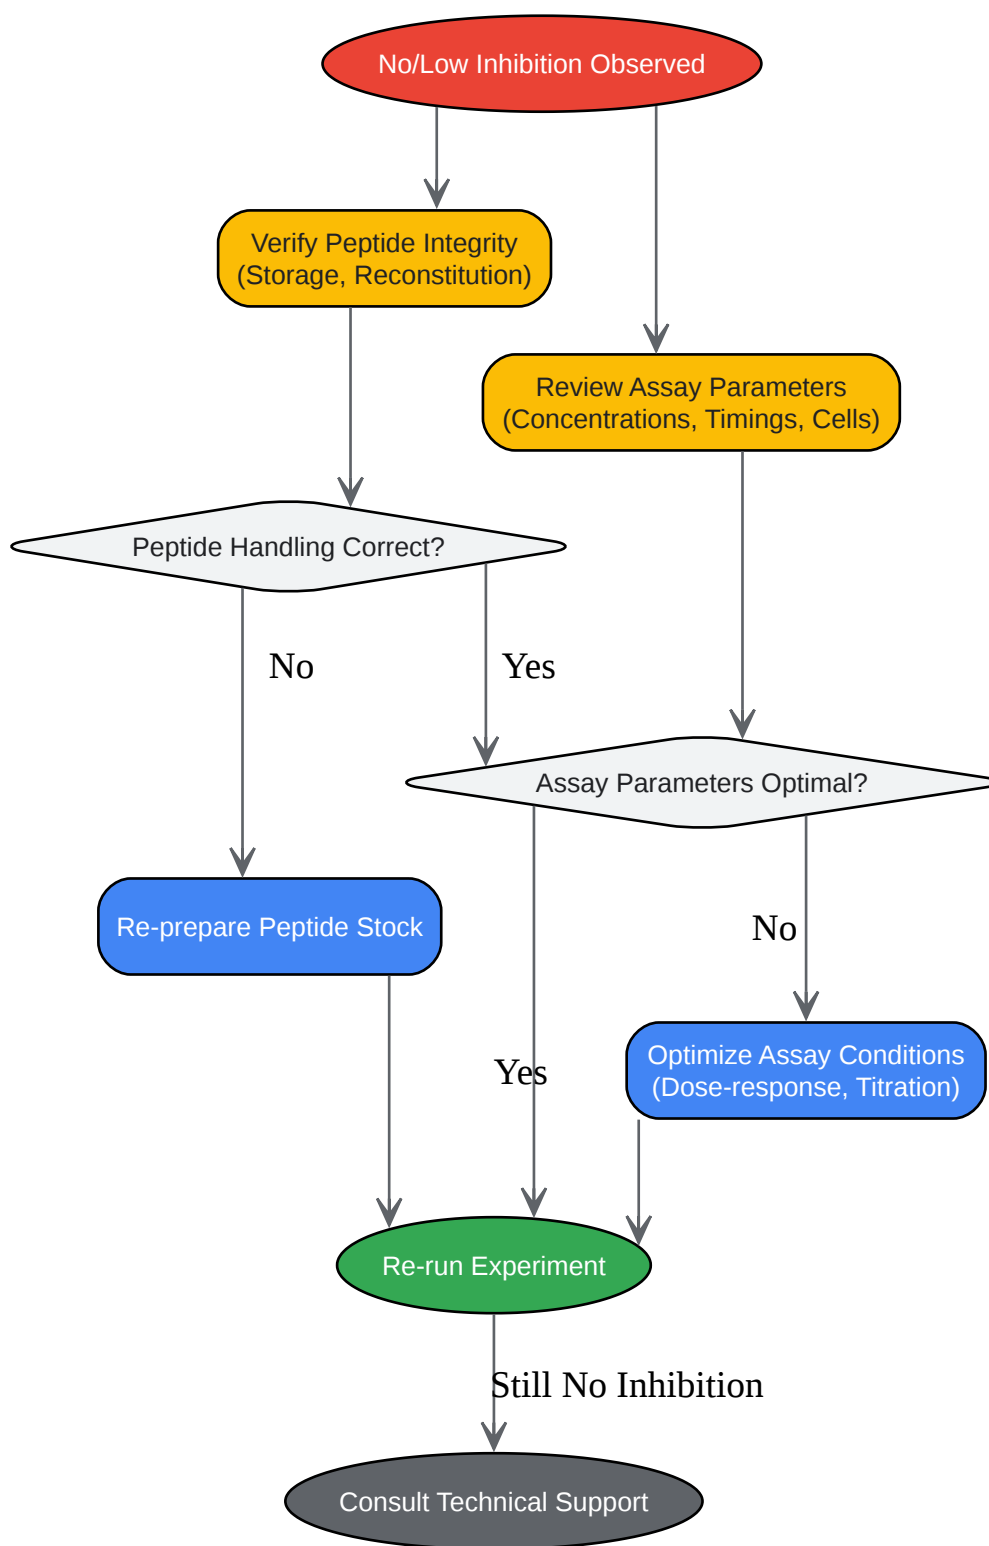 No/Low Inhibition Observed
Verify Peptide Integrity
(Storage, Reconstitution)
Review Assay Parameters
(Concentrations, Timings, Cells)
Peptide Handling Correct?
No
Yes
Assay Parameters Optimal?
Re-prepare Peptide Stock
No
Optimize Assay Conditions
(Dose-response, Titration)
Yes
Re-run Experiment
Still No Inhibition
Consult Technical Support